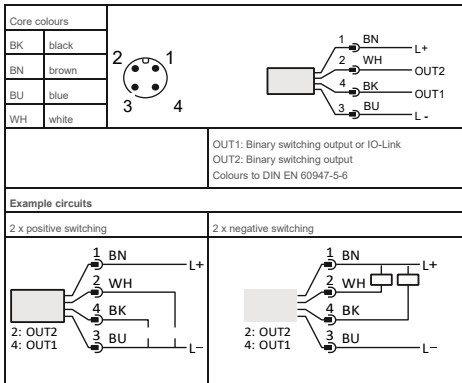 Core colours
BK black
BN brown
BU blue
WH white
2 1
3 4
1 BN L+
2 WH OUT2
4 BK OUT1
3 BU L -
OUT1: Binary switching output or IO-Link
OUT2: Binary switching output
Colours to DIN EN 60947-5-6
Example circuits
2 x positive switching
2 x negative switching
1 BN L+
2 WH
4 BK
3 BU L–
2: OUT2
4: OUT1
1 BN L+
2 WH
4 BK
3 BU L–
2: OUT2
4: OUT1